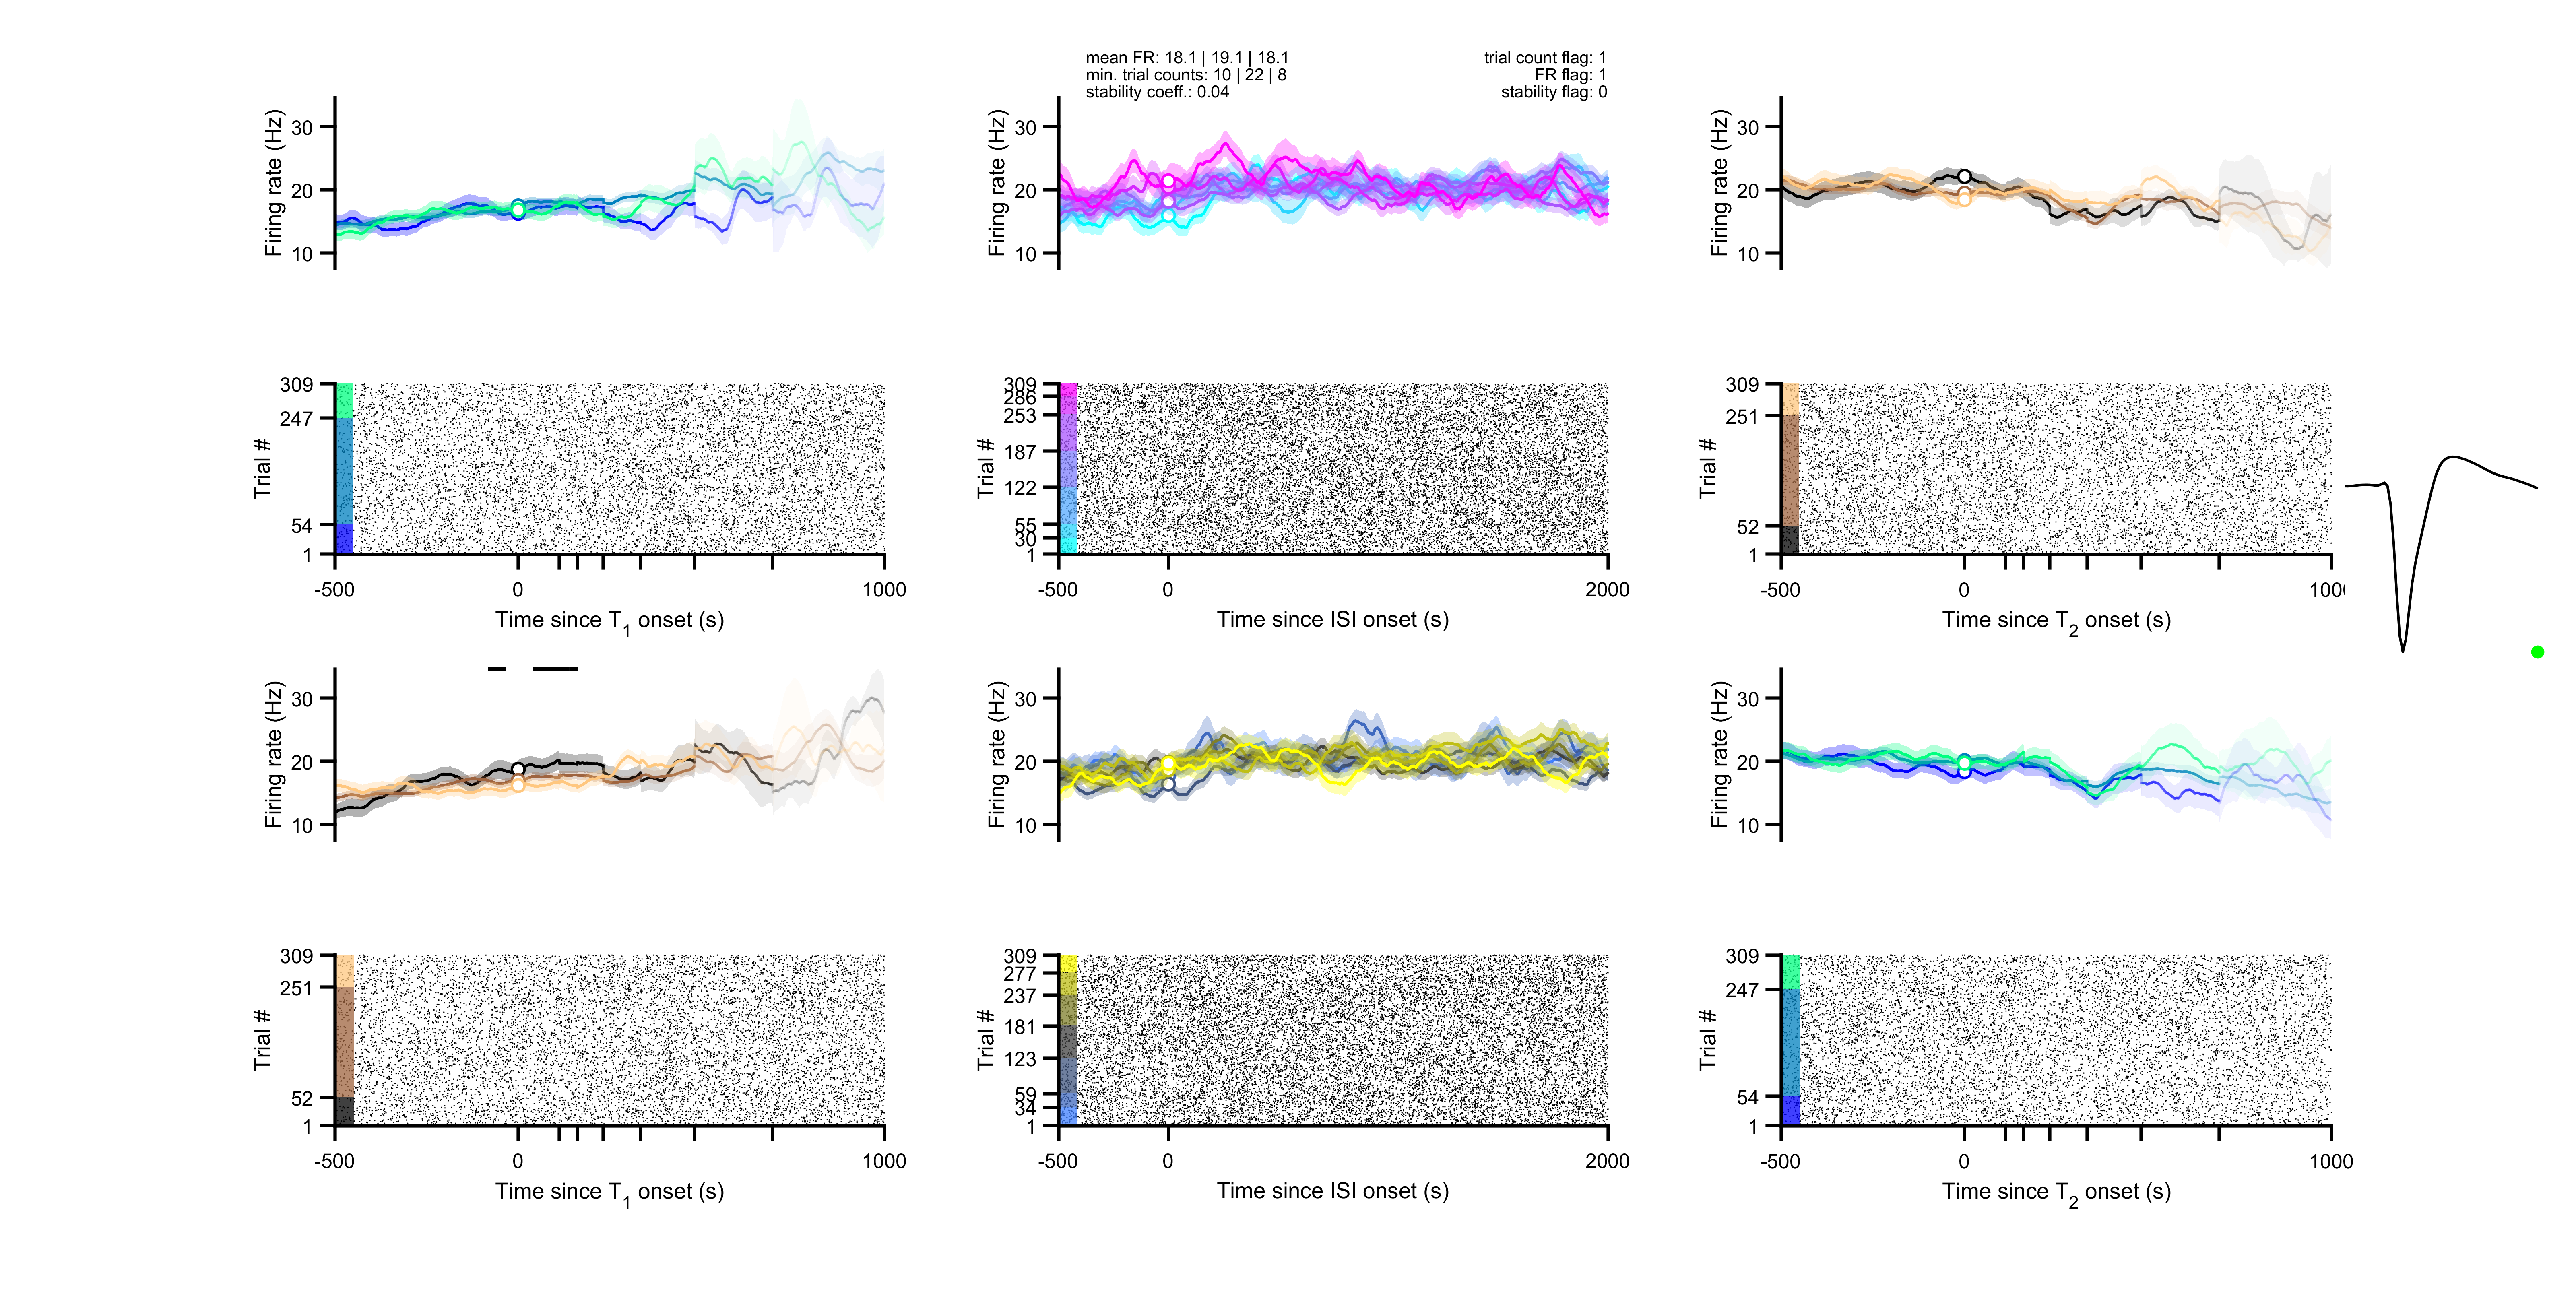 mean FR: 18.1 | 19.1 | 18.1
min. trial counts: 10 | 22 | 8
stability coeff.: 0.04
trial count flag: 1
FR flag: 1
stability flag: 0
Firing rate (Hz)
30
20
10
Firing rate (Hz)
30
20
10
Firing rate (Hz)
30
20
10
Trial #
309
247
54
1
-500
0
1000
Time since T1 onset (s)
Trial #
309
286
253
187
122
55
30
1
-500
0
2000
Time since ISI onset (s)
Trial #
309
251
52
1
-500
0
100
Time since T2 onset (s)
Firing rate (Hz)
30
20
10
Firing rate (Hz)
30
20
10
Firing rate (Hz)
30
20
10
Trial #
309
251
52
1
-500
0
1000
Time since T1 onset (s)
Trial #
309
277
237
181
123
59
34
1
-500
0
2000
Time since ISI onset (s)
Trial #
309
247
54
1
-500
0
1000
Time since T2 onset (s)